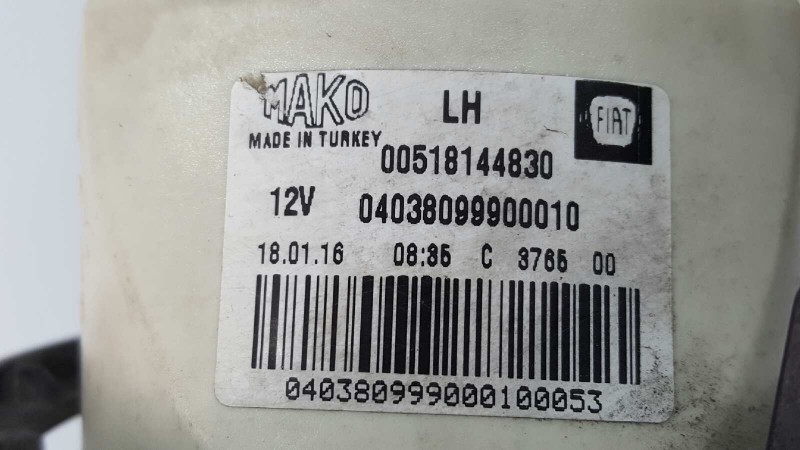 MAKO LH FIAT
MADE IN TURKEY
00518144830
12V 04038099900010
18.01.16 08:35 C 3765 00
040380999000100053